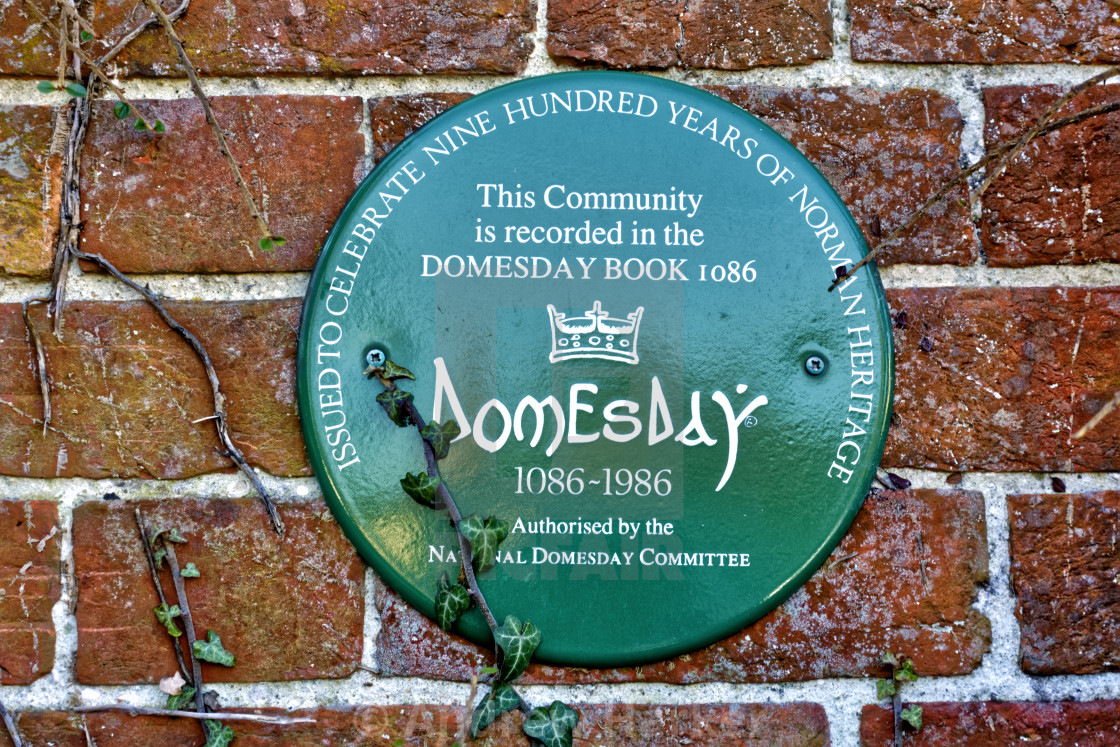 ISSUED TO CELEBRATE NINE HUNDRED YEARS OF NORMAN HERITAGE
This Community
is recorded in the
DOMESDAY BOOK 1086
DOMESDAY®
1086~1986
Authorised by the
NATIONAL DOMESDAY COMMITTEE